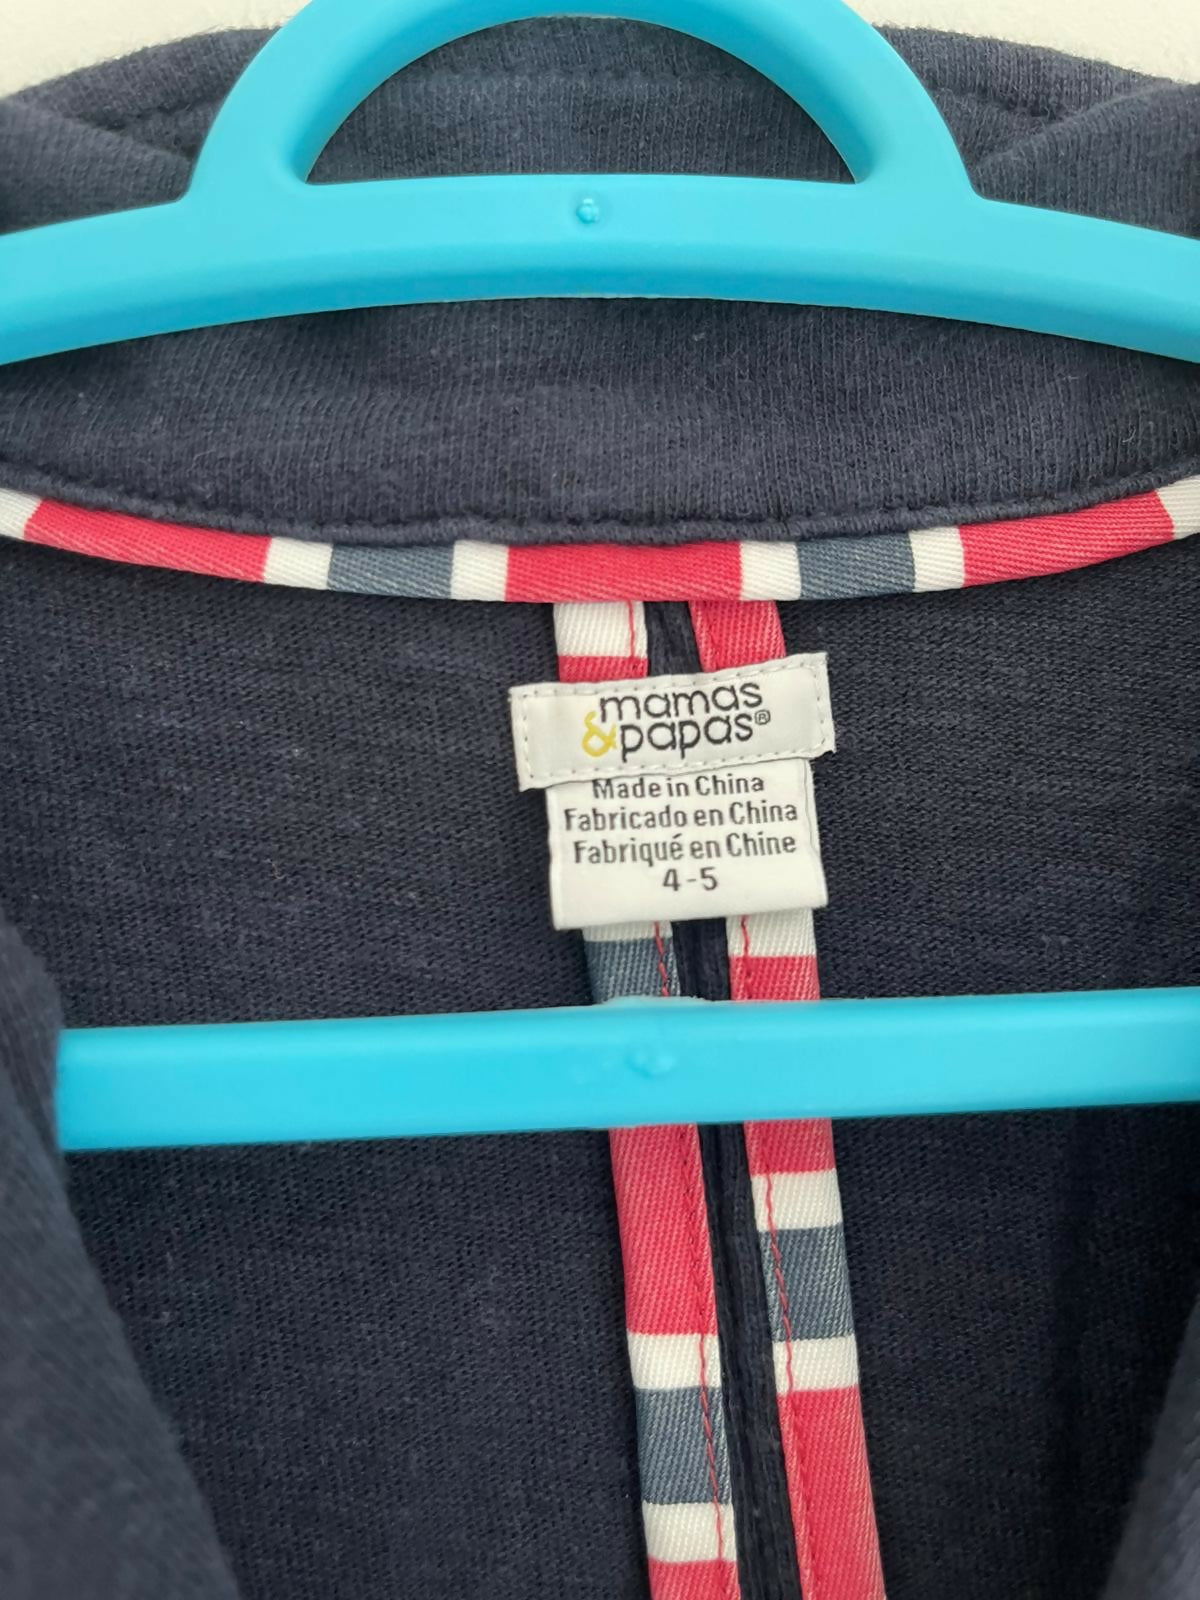 mamas
&papas®
Made in China
Fabricado en China
Fabriqué en Chine
4-5